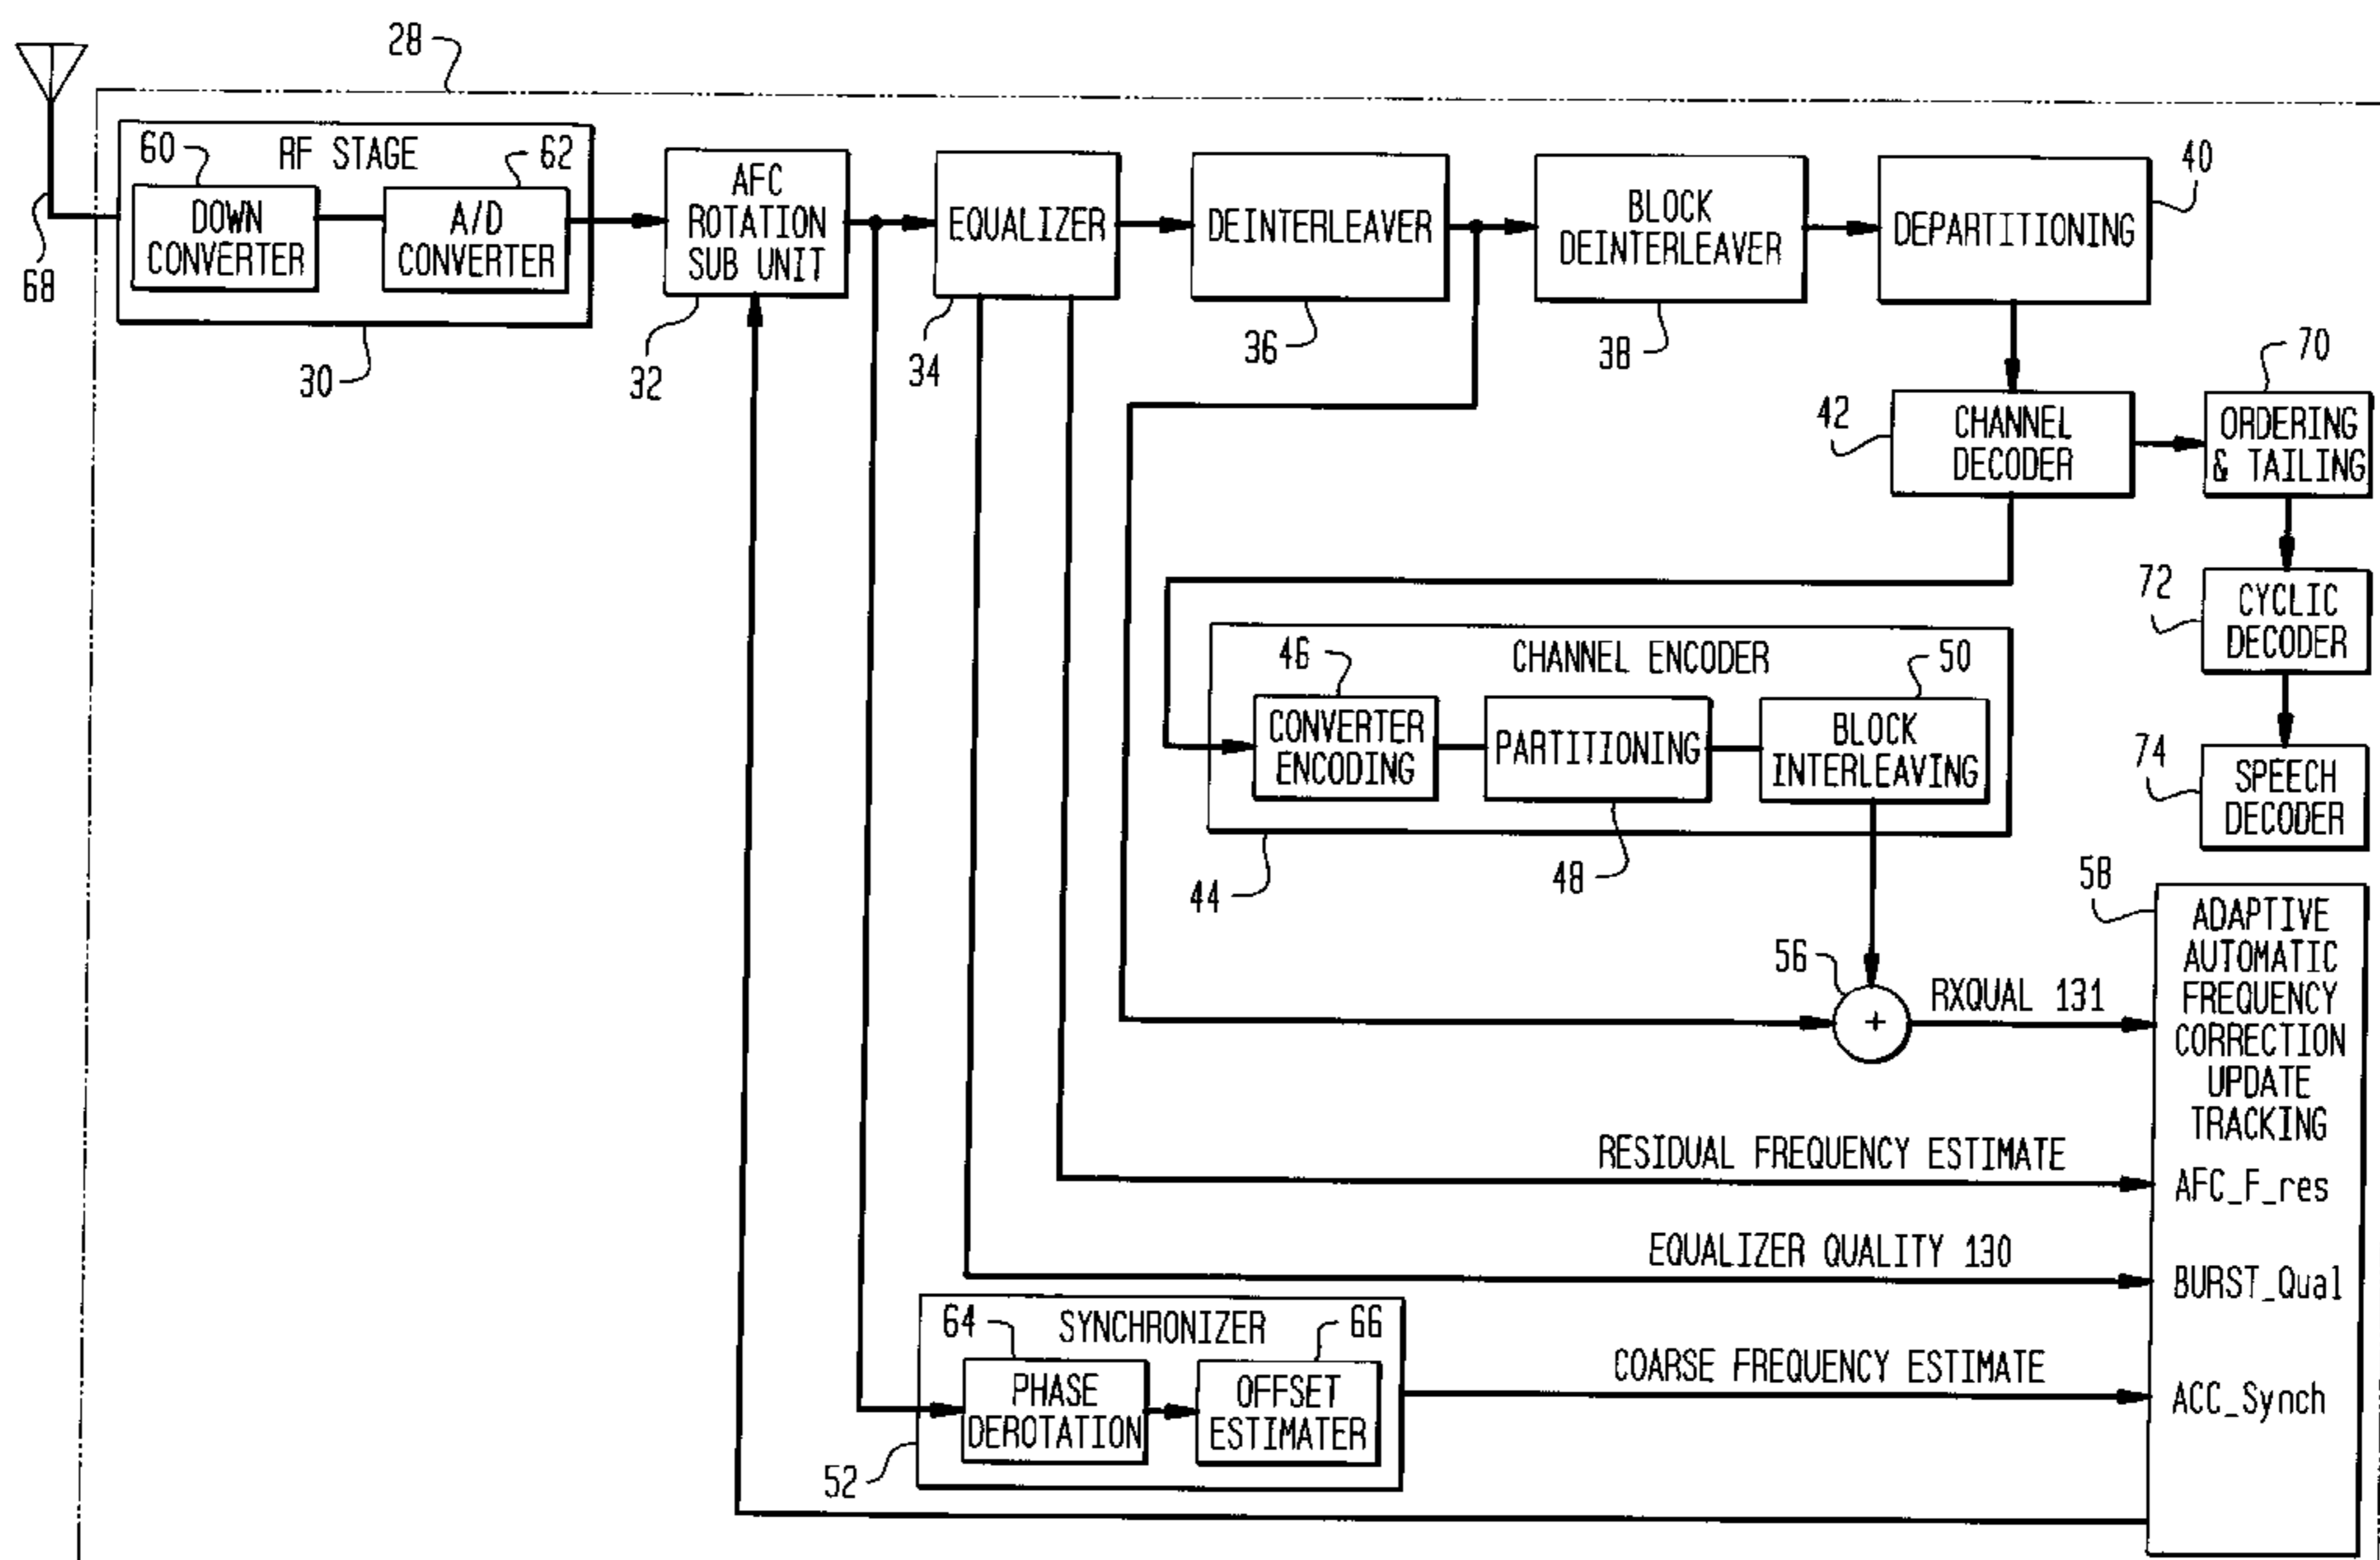 28
60
RF STAGE
62
DOWN
CONVERTER
A/D
CONVERTER
68
30
AFC
ROTATION
SUB UNIT
32
EQUALIZER
34
DEINTERLEAVER
36
BLOCK
DEINTERLEAVER
38
DEPARTITIONING
40
42
CHANNEL
DECODER
70
ORDERING
& TAILING
72
CYCLIC
DECODER
74
SPEECH
DECODER
46
CHANNEL ENCODER
50
CONVERTER
ENCODING
PARTITIONING
BLOCK
INTERLEAVING
44
48
56
+
RXQUAL 131
58
ADAPTIVE
AUTOMATIC
FREQUENCY
CORRECTION
UPDATE
TRACKING
RESIDUAL FREQUENCY ESTIMATE
AFC_F_res
EQUALIZER QUALITY 130
BURST_Qual
64
SYNCHRONIZER
66
PHASE
DEROTATION
OFFSET
ESTIMATER
52
COARSE FREQUENCY ESTIMATE
ACC_Synch